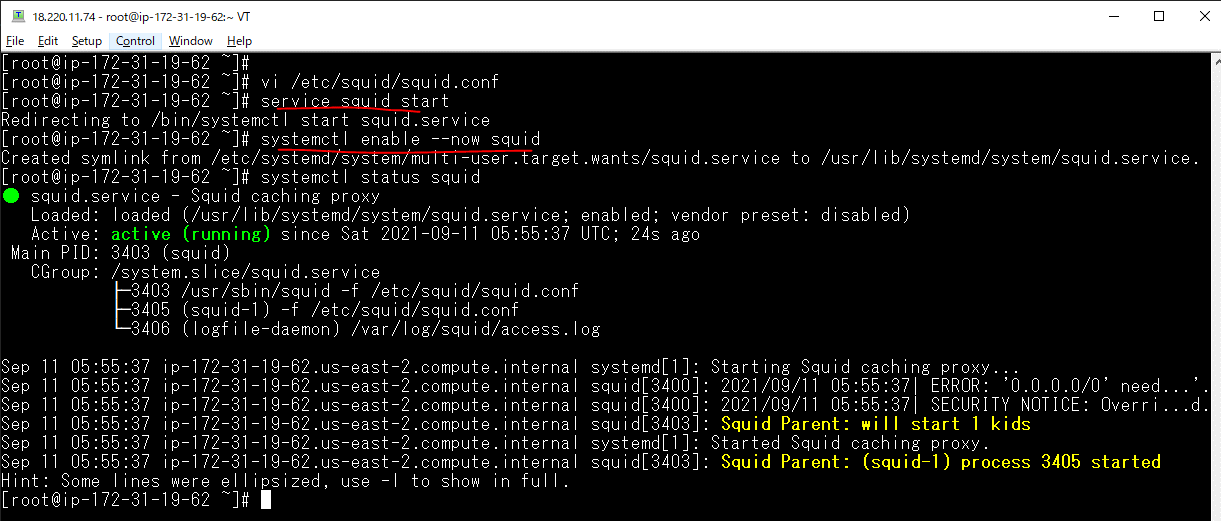 18.220.11.74 - root@ip-172-31-19-62:~ VT
File Edit Setup Control Window Help
[root@ip-172-31-19-62 ~]#
[root@ip-172-31-19-62 ~]# vi /etc/squid/squid.conf
[root@ip-172-31-19-62 ~]# service squid start
Redirecting to /bin/systemctl start squid.service
[root@ip-172-31-19-62 ~]# systemctl enable --now squid
Created symlink from /etc/systemd/system/multi-user.target.wants/squid.service to /usr/lib/systemd/system/squid.service.
[root@ip-172-31-19-62 ~]# systemctl status squid
● squid.service - Squid caching proxy
Loaded: loaded (/usr/lib/systemd/system/squid.service; enabled; vendor preset: disabled)
Active: active (running) since Sat 2021-09-11 05:55:37 UTC; 24s ago
Main PID: 3403 (squid)
CGroup: /system.slice/squid.service
├─3403 /usr/sbin/squid -f /etc/squid/squid.conf
├─3405 (squid-1) -f /etc/squid/squid.conf
└─3406 (logfile-daemon) /var/log/squid/access.log
Sep 11 05:55:37 ip-172-31-19-62.us-east-2.compute.internal systemd[1]: Starting Squid caching proxy...
Sep 11 05:55:37 ip-172-31-19-62.us-east-2.compute.internal squid[3400]: 2021/09/11 05:55:37| ERROR: '0.0.0.0/0' need...'.
Sep 11 05:55:37 ip-172-31-19-62.us-east-2.compute.internal squid[3400]: 2021/09/11 05:55:37| SECURITY NOTICE: Overri...d.
Sep 11 05:55:37 ip-172-31-19-62.us-east-2.compute.internal squid[3403]: Squid Parent: will start 1 kids
Sep 11 05:55:37 ip-172-31-19-62.us-east-2.compute.internal systemd[1]: Started Squid caching proxy.
Sep 11 05:55:37 ip-172-31-19-62.us-east-2.compute.internal squid[3403]: Squid Parent: (squid-1) process 3405 started
Hint: Some lines were ellipsized, use -l to show in full.
[root@ip-172-31-19-62 ~]#